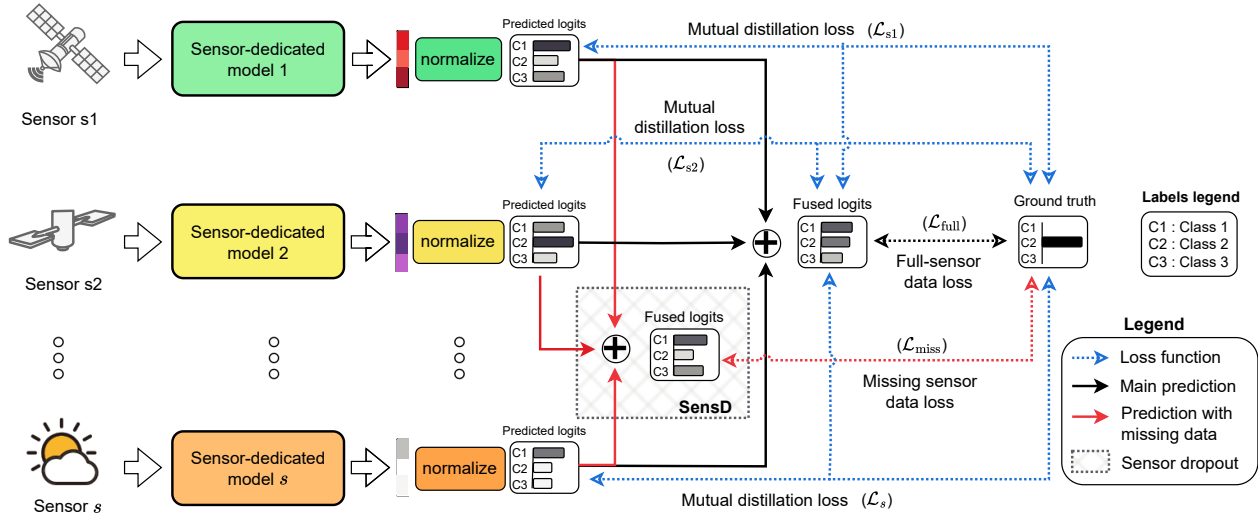 Sensor s1
Sensor-dedicated
model 1
normalize
Predicted logits
C1
C2
C3
Mutual distillation loss (ℒs1)
Mutual
distillation loss
(ℒs2)
Sensor s2
Sensor-dedicated
model 2
normalize
Predicted logits
C1
C2
C3
Fused logits
C1
C2
C3
(ℒfull)
Full-sensor
data loss
Ground truth
C1
C2
C3
Labels legend
C1 : Class 1
C2 : Class 2
C3 : Class 3
Fused logits
C1
C2
C3
SensD
(ℒmiss)
Missing sensor
data loss
Sensor s
Sensor-dedicated
model s
normalize
Predicted logits
C1
C2
C3
Mutual distillation loss (ℒs)
Legend
Loss function
Main prediction
Prediction with
missing data
Sensor dropout